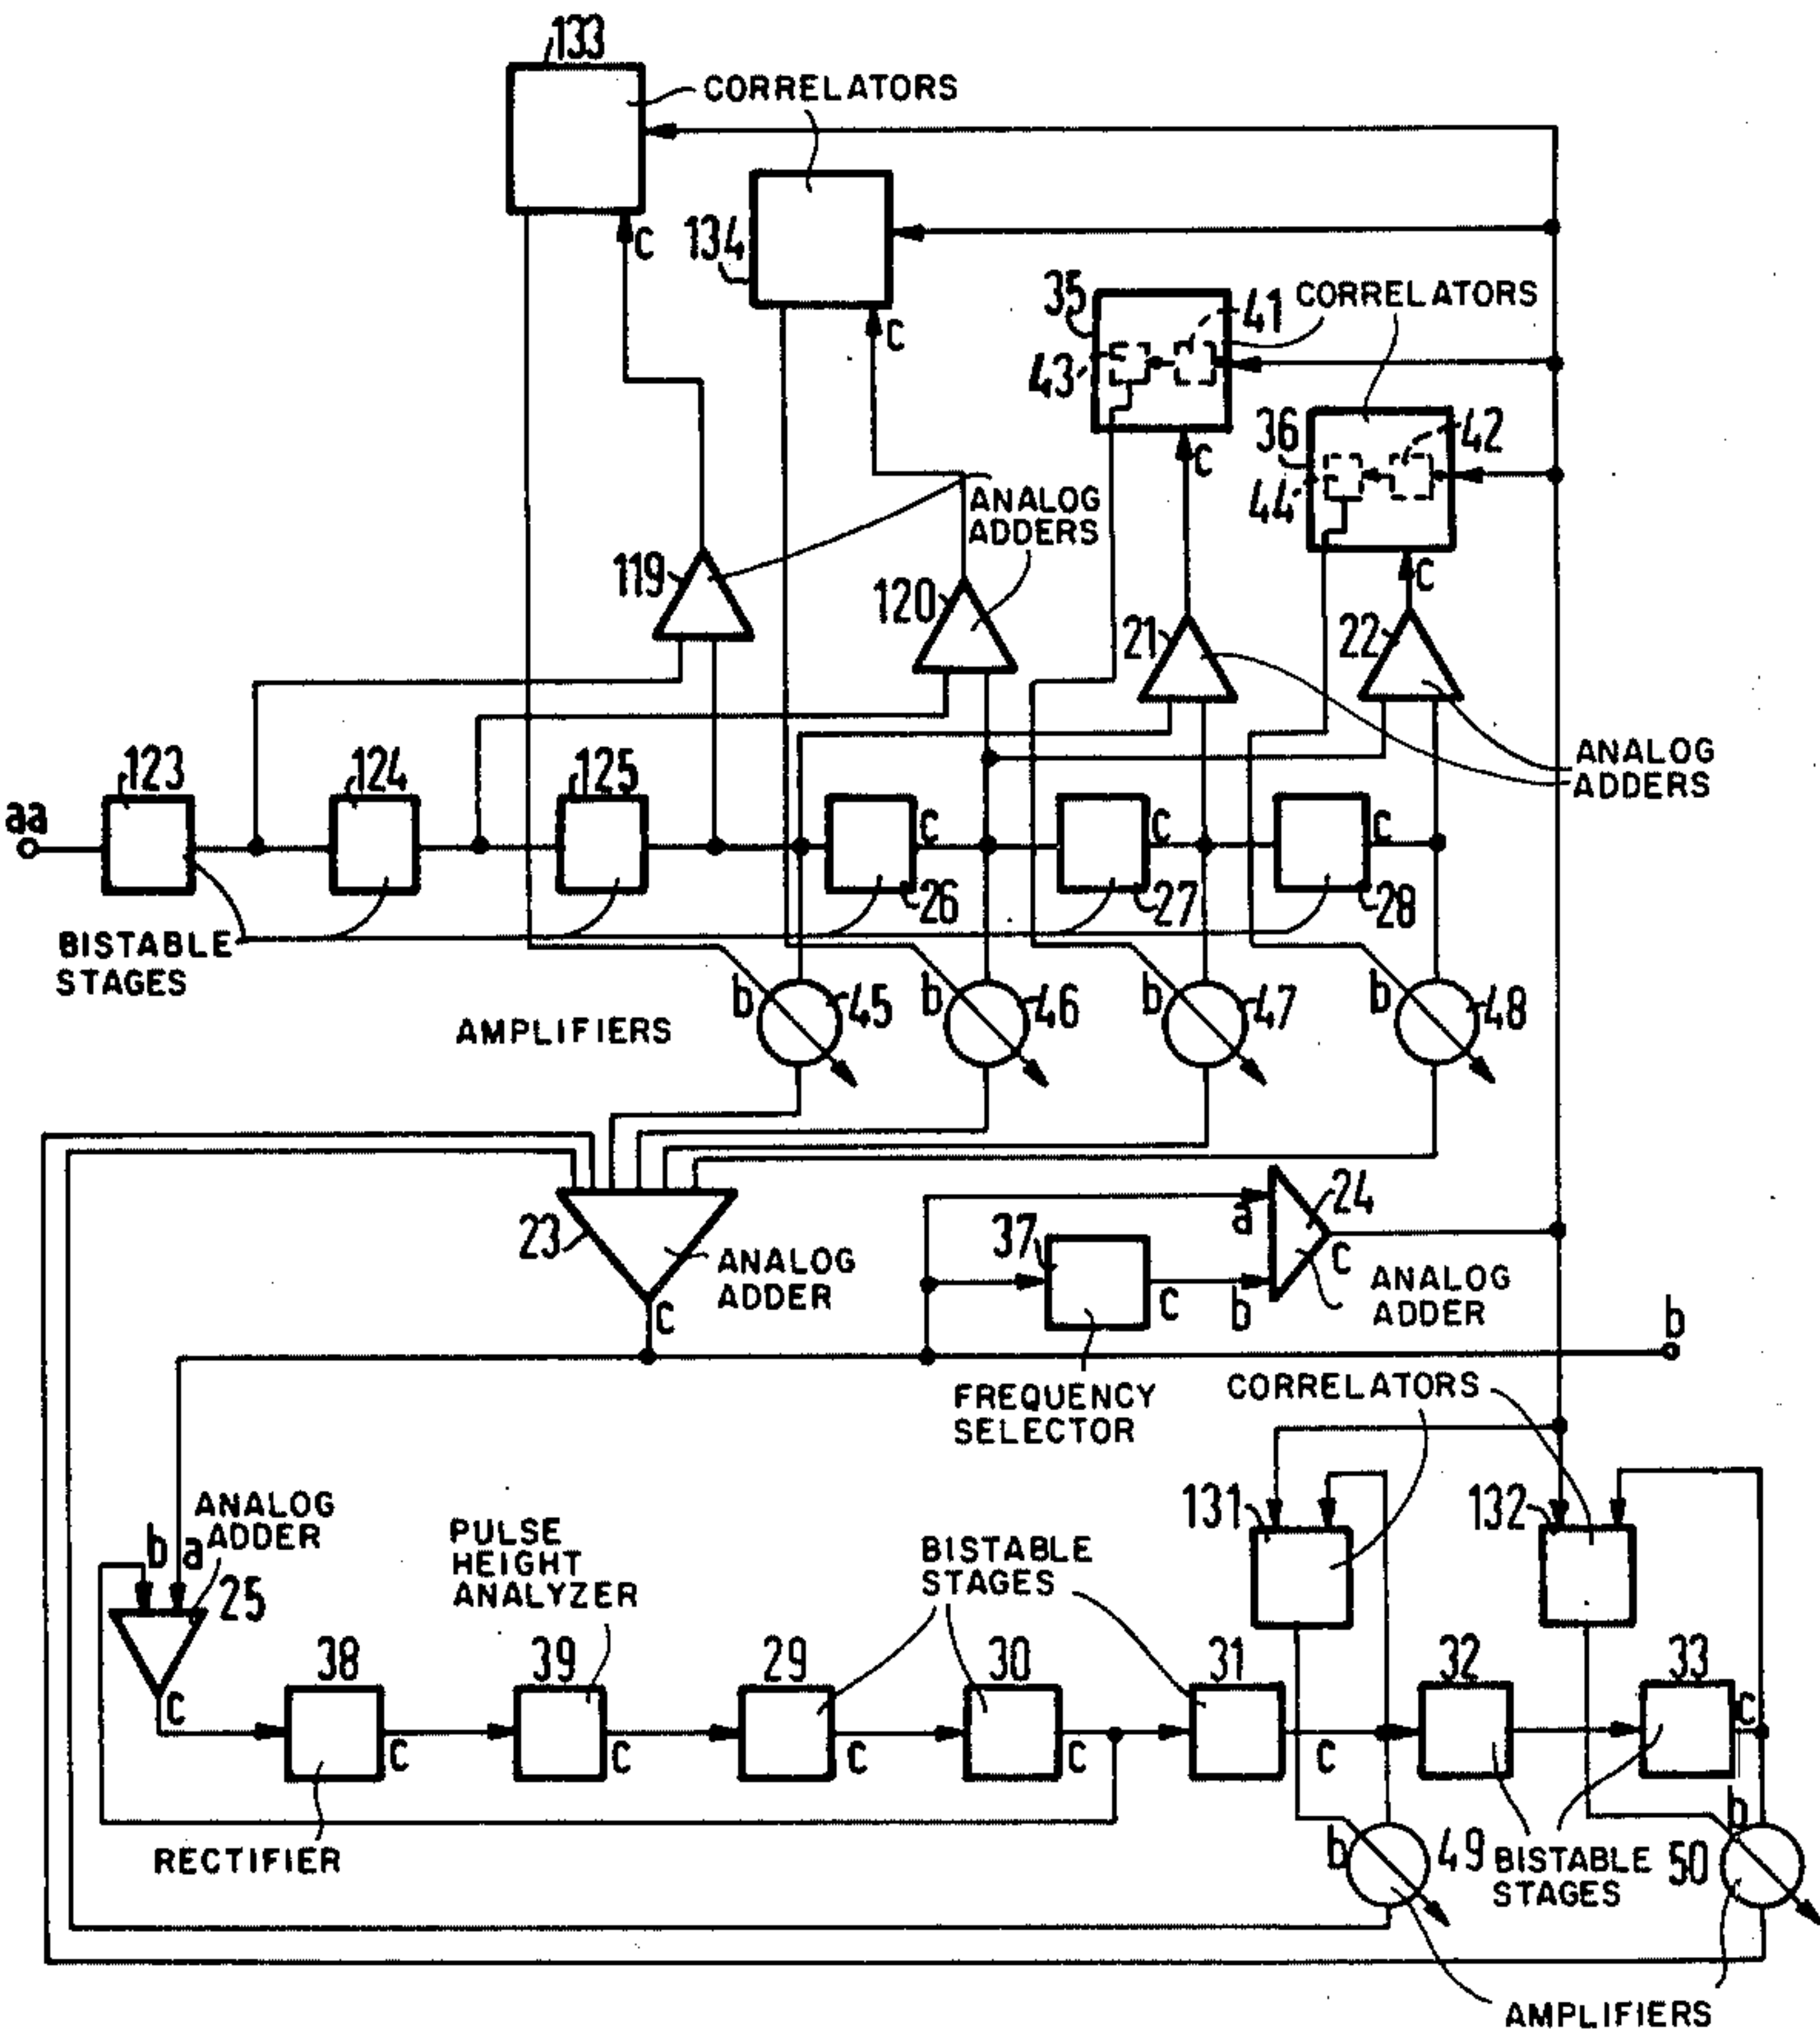 133
CORRELATORS
c
134
c
35
41
CORRELATORS
43
c
36
42
44
c
ANALOG
ADDERS
119
120
21
22
ANALOG
ADDERS
aa
123
124
125
c
c
c
26
27
28
BISTABLE
STAGES
AMPLIFIERS
b
45
b
46
b
47
b
48
23
ANALOG
ADDER
c
37
c
a
b
24
c
ANALOG
ADDER
b
FREQUENCY
SELECTOR
CORRELATORS
ANALOG
ADDER
b
a
25
c
PULSE
HEIGHT
ANALYZER
BISTABLE
STAGES
131
132
38
c
39
c
29
c
30
c
31
c
32
33
c
RECTIFIER
b
49
BISTABLE
STAGES
50
b
AMPLIFIERS